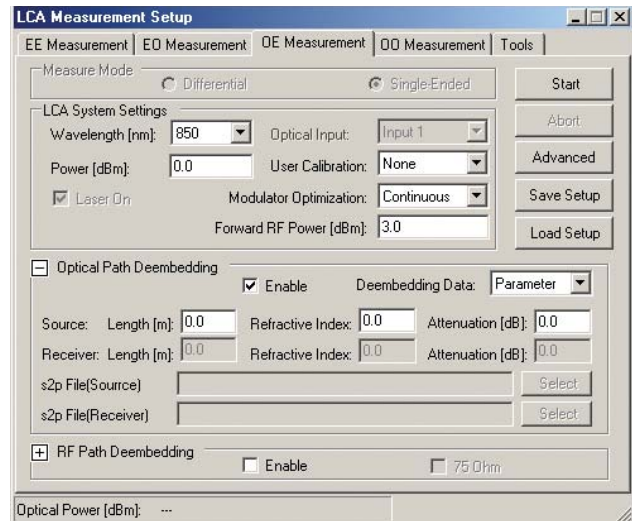 LCA Measurement Setup
EE Measurement EO Measurement OE Measurement OO Measurement Tools
Measure Mode
Differential Single-Ended
Start
LCA System Settings
Abort
Wavelength [nm]: 850 Optical Input: Input 1
Power [dBm]: 0.0 User Calibration: None
Advanced
Laser On Modulator Optimization: Continuous
Save Setup
Forward RF Power [dBm]: 3.0
Load Setup
Optical Path Deembedding
Enable Deembedding Data: Parameter
Source: Length [m]: 0.0 Refractive Index: 0.0 Attenuation [dB]: 0.0
Receiver: Length [m]: 0.0 Refractive Index: 0.0 Attenuation [dB]: 0.0
s2p File(Sourrce) Select
s2p File(Receiver) Select
RF Path Deembedding
Enable 75 Ohm
Optical Power [dBm]: ---